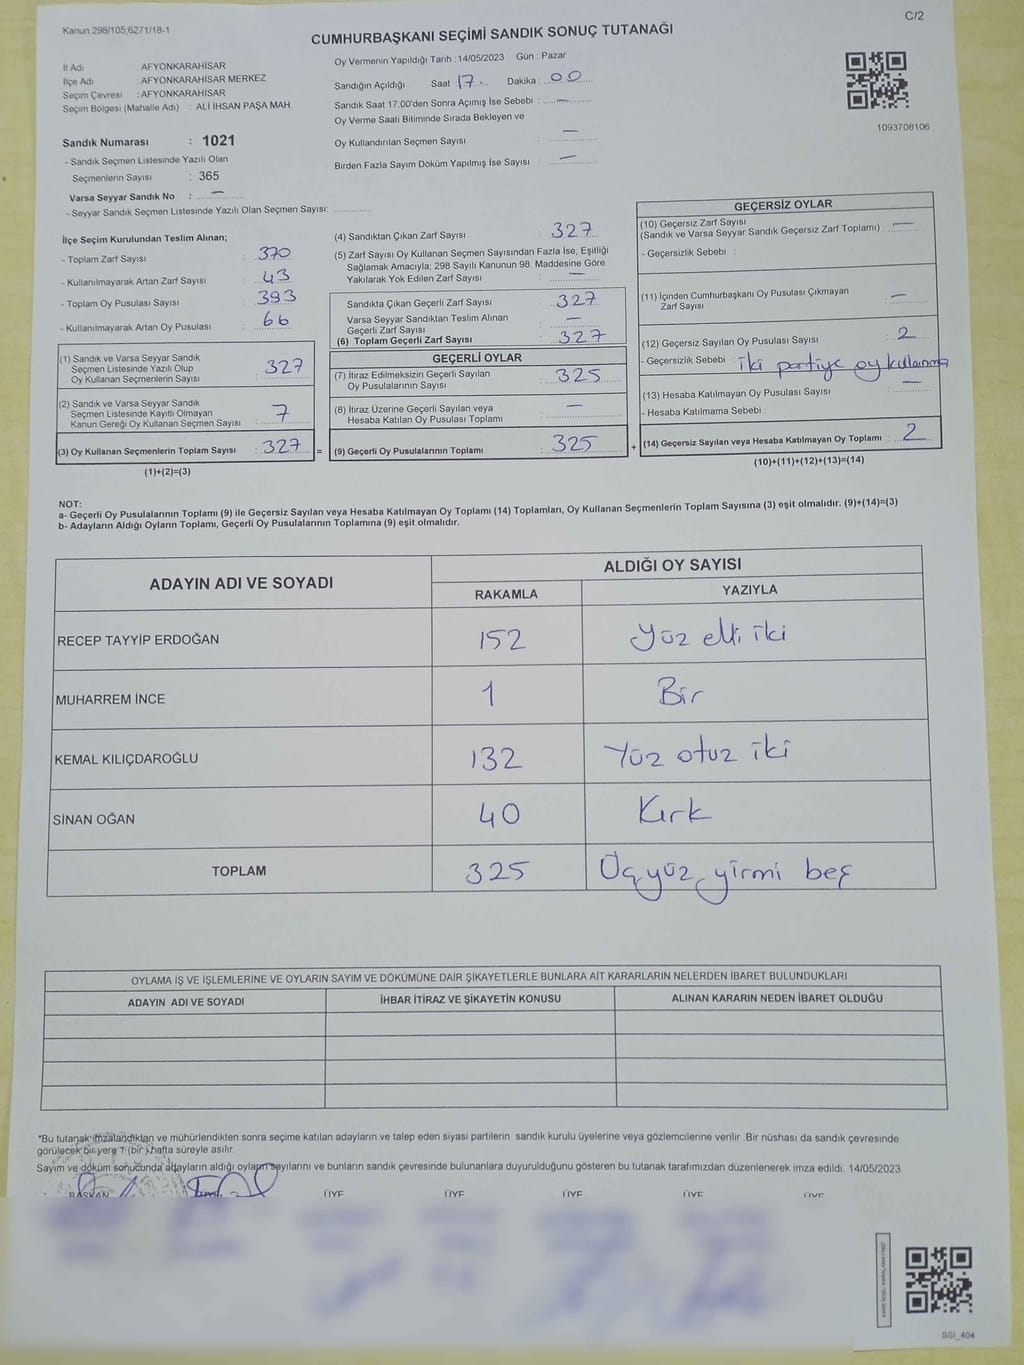 Kanun.298/105,6271/18-1
C/2
CUMHURBAŞKANI SEÇİMİ SANDIK SONUÇ TUTANAĞI
İl Adı : AFYONKARAHİSAR
İlçe Adı : AFYONKARAHİSAR MERKEZ
Seçim Çevresi : AFYONKARAHİSAR
Seçim Bölgesi (Mahalle Adı) : ALİ İHSAN PAŞA MAH.
Oy Vermenin Yapıldığı Tarih : 14/05/2023 Gün : Pazar
Sandığın Açıldığı Saat 17 Dakika : 00
Sandık Saat 17.00'den Sonra Açımış İse Sebebi : —
Oy Verme Saati Bitiminde Sırada Bekleyen ve
Oy Kullandırılan Seçmen Sayısı : —
Birden Fazla Sayım Döküm Yapılmış İse Sayısı : —
1093708106
Sandık Numarası : 1021
- Sandık Seçmen Listesinde Yazılı Olan
Seçmenlerin Sayısı : 365
Varsa Seyyar Sandık No : —
- Seyyar Sandık Seçmen Listesinde Yazılı Olan Seçmen Sayısı:
İlçe Seçim Kurulundan Teslim Alınan;
- Toplam Zarf Sayısı : 370
- Kullanılmayarak Artan Zarf Sayısı : 43
- Toplam Oy Pusulası Sayısı : 393
- Kullanılmayarak Artan Oy Pusulası : 66
(1) Sandık ve Varsa Seyyar Sandık
Seçmen Listesinde Yazılı Olup
Oy Kullanan Seçmenlerin Sayısı : 327
(2) Sandık ve Varsa Seyyar Sandık
Seçmen Listesinde Kayıtlı Olmayan
Kanun Gereği Oy Kullanan Seçmen Sayısı : 7
(3) Oy Kullanan Seçmenlerin Toplam Sayısı : 327 =
(1)+(2)=(3)
(4) Sandıktan Çıkan Zarf Sayısı : 327
(5) Zarf Sayısı Oy Kullanan Seçmen Sayısından Fazla İse, Eşitliği
Sağlamak Amacıyla; 298 Sayılı Kanunun 98. Maddesine Göre
Yakılarak Yok Edilen Zarf Sayısı : —
Sandıkta Çıkan Geçerli Zarf Sayısı : 327
Varsa Seyyar Sandıktan Teslim Alınan
Geçerli Zarf Sayısı : —
(6) Toplam Geçerli Zarf Sayısı : 327
GEÇERLİ OYLAR
(7) İtiraz Edilmeksizin Geçerli Sayılan
Oy Pusulalarının Sayısı : 325
(8) İtiraz Üzerine Geçerli Sayılan veya
Hesaba Katılan Oy Pusulası Toplamı : —
(9) Geçerli Oy Pusulalarının Toplamı : 325 +
GEÇERSİZ OYLAR
(10) Geçersiz Zarf Sayısı
(Sandık ve Varsa Seyyar Sandık Geçersiz Zarf Toplamı) : —
- Geçersizlik Sebebi :
(11) İçinden Cumhurbaşkanı Oy Pusulası Çıkmayan
Zarf Sayısı : —
(12) Geçersiz Sayılan Oy Pusulası Sayısı : 2
- Geçersizlik Sebebi : iki partiye oy kullanma
(13) Hesaba Katılmayan Oy Pusulası Sayısı : —
- Hesaba Katılmama Sebebi :
(14) Geçersiz Sayılan veya Hesaba Katılmayan Oy Toplamı : 2
(10)+(11)+(12)+(13)=(14)
NOT:
a- Geçerli Oy Pusulalarının Toplamı (9) ile Geçersiz Sayılan veya Hesaba Katılmayan Oy Toplamı (14) Toplamları, Oy Kullanan Seçmenlerin Toplam Sayısına (3) eşit olmalıdır. (9)+(14)=(3)
b- Adayların Aldığı Oyların Toplamı, Geçerli Oy Pusulalarının Toplamına (9) eşit olmalıdır.
ADAYIN ADI VE SOYADI
ALDIĞI OY SAYISI
RAKAMLA YAZIYLA
RECEP TAYYİP ERDOĞAN 152 Yüz elli iki
MUHARREM İNCE 1 Bir
KEMAL KILIÇDAROĞLU 132 Yüz otuz iki
SİNAN OĞAN 40 Kırk
TOPLAM 325 Üçyüz yirmi beş
OYLAMA İŞ VE İŞLEMLERİNE VE OYLARIN SAYIM VE DÖKÜMÜNE DAİR ŞİKAYETLERLE BUNLARA AİT KARARLARIN NELERDEN İBARET BULUNDUKLARI
ADAYIN ADI VE SOYADI İHBAR İTİRAZ VE ŞİKAYETİN KONUSU ALINAN KARARIN NEDEN İBARET OLDUĞU
*Bu tutanak imzalandıktan ve mühürlendikten sonra seçime katılan adayların ve talep eden siyasi partilerin sandık kurulu üyelerine veya gözlemcilerine verilir .Bir nüshası da sandık çevresinde
görülecek bir yere 1 (bir) hafta süreyle asılır.
Sayım ve döküm sonucunda adayların aldığı oyların sayılarını ve bunların sandık çevresinde bulunanlara duyurulduğunu gösteren bu tutanak tarafımızdan düzenlenerek imza edildi. 14/05/2023
BAŞKAN ÜYE ÜYE ÜYE ÜYE ÜYE ÜYE
SSI_404